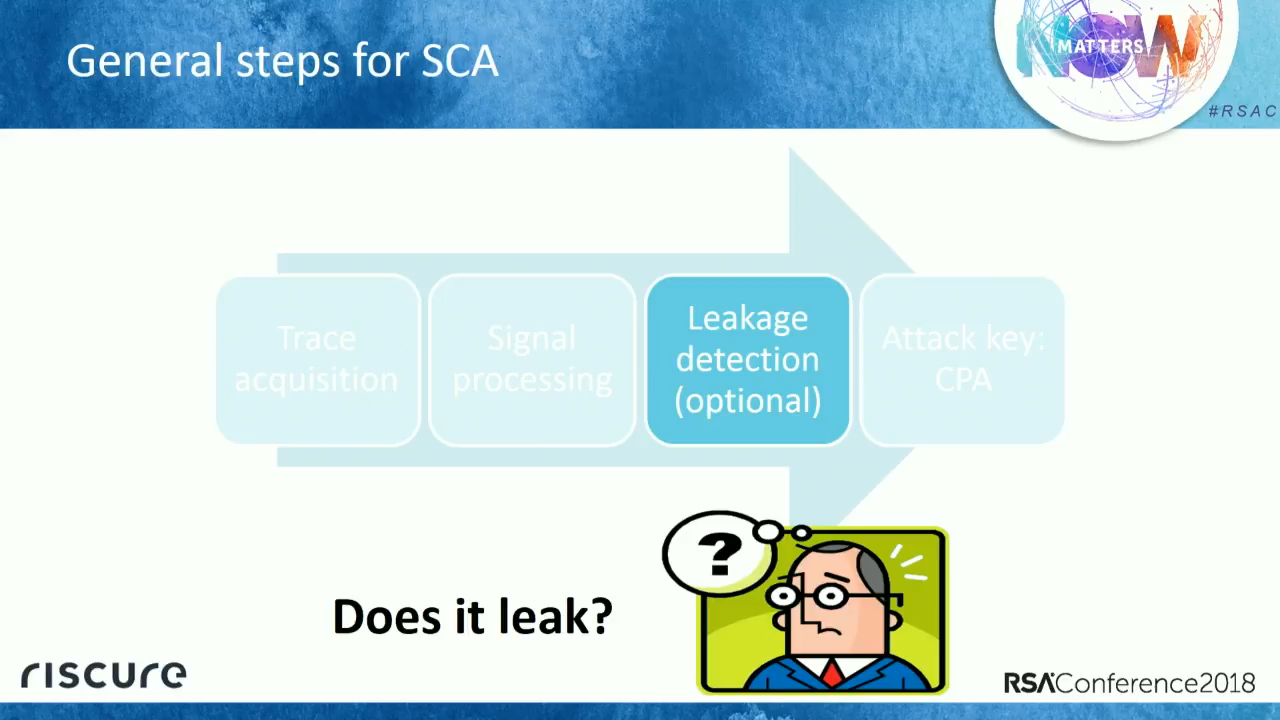 General steps for SCA
NOW
MATTERS
#RSAC
Trace
acquisition
Signal
processing
Leakage
detection
(optional)
Attack key:
CPA
?
Does it leak?
riscure
RSAConference2018